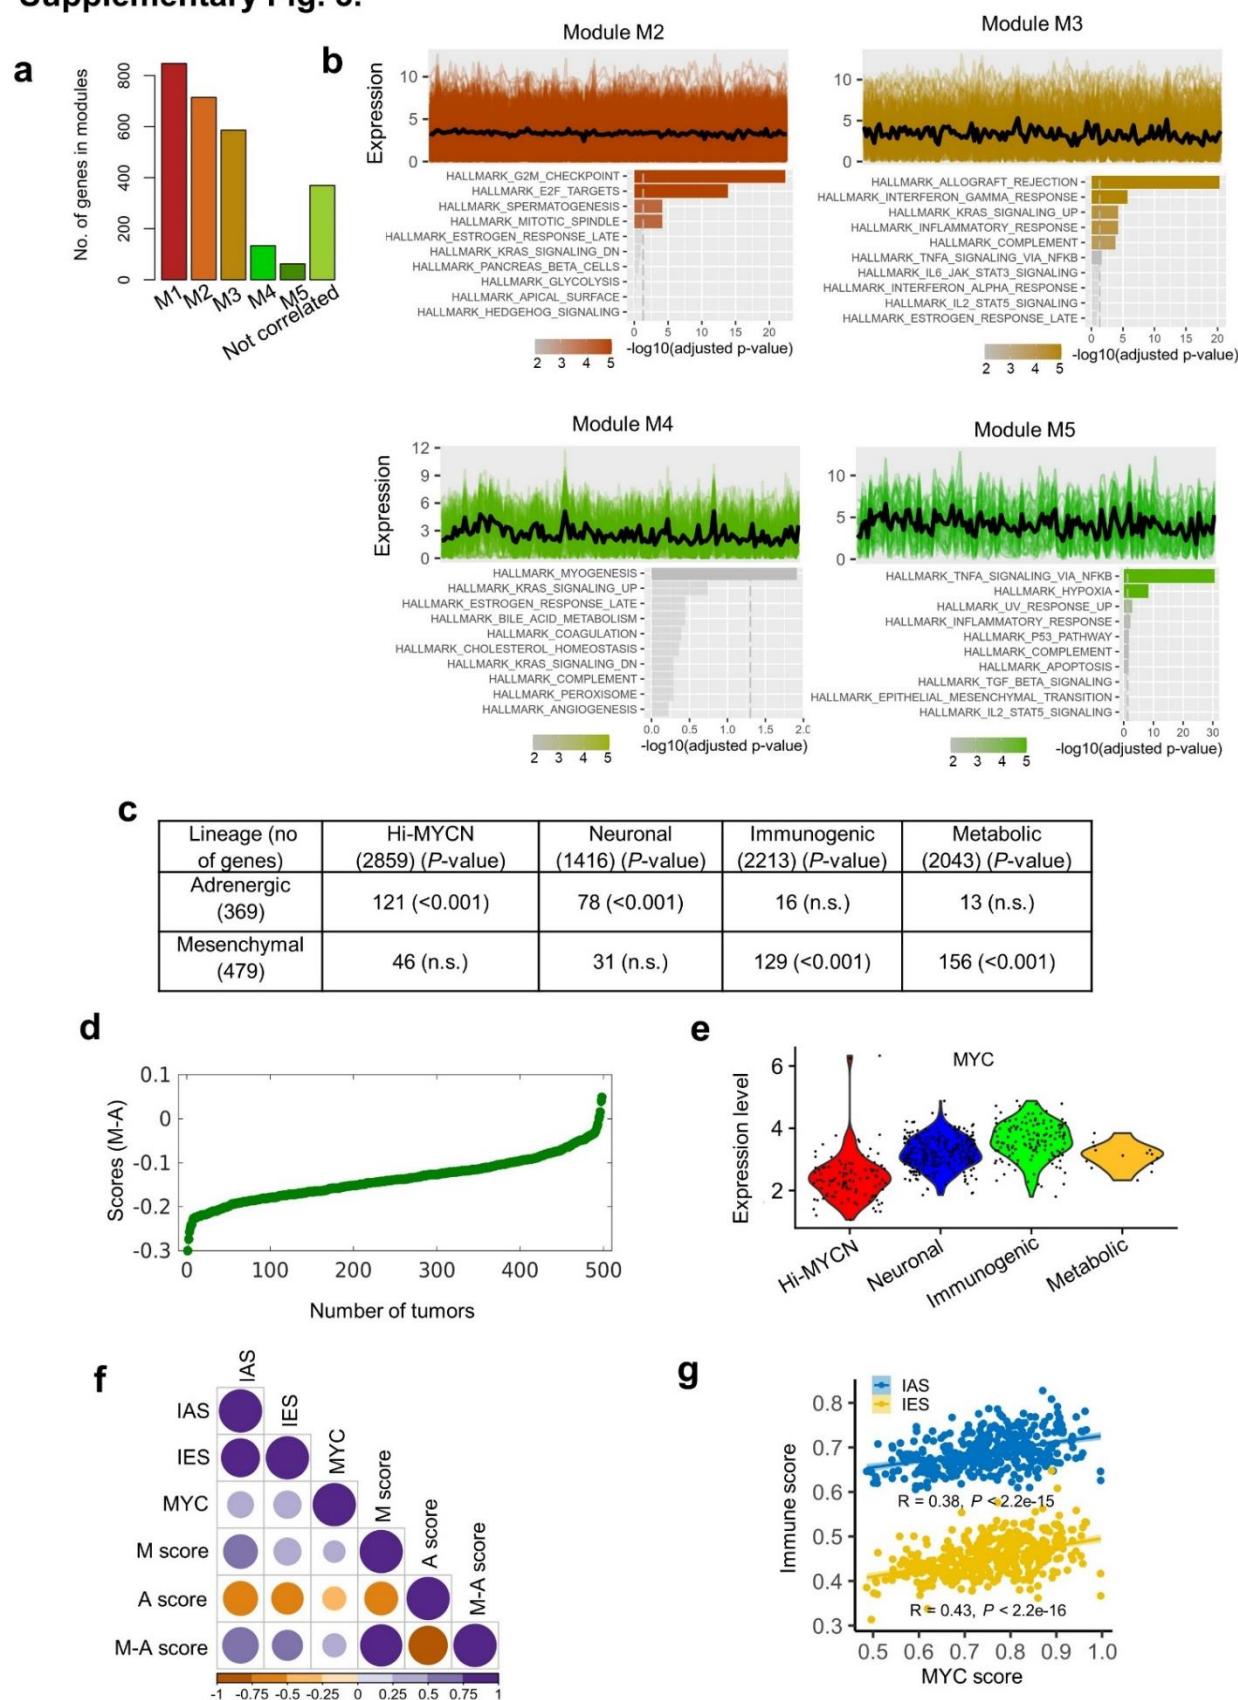 Supplementary Fig. 6.
a
No. of genes in modules
800
600
400
200
0
M1
M2
M3
M4
M5
Not correlated
b
Module M2
Expression
10
5
0
HALLMARK_G2M_CHECKPOINT
HALLMARK_E2F_TARGETS
HALLMARK_SPERMATOGENESIS
HALLMARK_MITOTIC_SPINDLE
HALLMARK_ESTROGEN_RESPONSE_LATE
HALLMARK_KRAS_SIGNALING_DN
HALLMARK_PANCREAS_BETA_CELLS
HALLMARK_GLYCOLYSIS
HALLMARK_APICAL_SURFACE
HALLMARK_HEDGEHOG_SIGNALING
0 5 10 15 20
-log10(adjusted p-value)
2 3 4 5
Module M3
10
5
0
HALLMARK_ALLOGRAFT_REJECTION
HALLMARK_INTERFERON_GAMMA_RESPONSE
HALLMARK_KRAS_SIGNALING_UP
HALLMARK_INFLAMMATORY_RESPONSE
HALLMARK_COMPLEMENT
HALLMARK_TNFA_SIGNALING_VIA_NFKB
HALLMARK_IL6_JAK_STAT3_SIGNALING
HALLMARK_INTERFERON_ALPHA_RESPONSE
HALLMARK_IL2_STAT5_SIGNALING
HALLMARK_ESTROGEN_RESPONSE_LATE
0 5 10 15 20
-log10(adjusted p-value)
2 3 4 5
Module M4
Expression
12
9
6
3
0
HALLMARK_MYOGENESIS
HALLMARK_KRAS_SIGNALING_UP
HALLMARK_ESTROGEN_RESPONSE_LATE
HALLMARK_BILE_ACID_METABOLISM
HALLMARK_COAGULATION
HALLMARK_CHOLESTEROL_HOMEOSTASIS
HALLMARK_KRAS_SIGNALING_DN
HALLMARK_COMPLEMENT
HALLMARK_PEROXISOME
HALLMARK_ANGIOGENESIS
0.0 0.5 1.0 1.5 2.0
-log10(adjusted p-value)
2 3 4 5
Module M5
10
5
0
HALLMARK_TNFA_SIGNALING_VIA_NFKB
HALLMARK_HYPOXIA
HALLMARK_UV_RESPONSE_UP
HALLMARK_INFLAMMATORY_RESPONSE
HALLMARK_P53_PATHWAY
HALLMARK_COMPLEMENT
HALLMARK_APOPTOSIS
HALLMARK_TGF_BETA_SIGNALING
HALLMARK_EPITHELIAL_MESENCHYMAL_TRANSITION
HALLMARK_IL2_STAT5_SIGNALING
0 10 20 30
-log10(adjusted p-value)
2 3 4 5
c
Lineage (no of genes) Hi-MYCN (2859) (P-value) Neuronal (1416) (P-value) Immunogenic (2213) (P-value) Metabolic (2043) (P-value)
Adrenergic (369) 121 (<0.001) 78 (<0.001) 16 (n.s.) 13 (n.s.)
Mesenchymal (479) 46 (n.s.) 31 (n.s.) 129 (<0.001) 156 (<0.001)
d
Scores (M-A)
0.1
0
-0.1
-0.2
-0.3
0 100 200 300 400 500
Number of tumors
e
MYC
Expression level
6
4
2
Hi-MYCN
Neuronal
Immunogenic
Metabolic
f
IAS
IES
MYC
M score
A score
M-A score
IAS
IES
MYC
M score
A score
M-A score
-1 -0.75 -0.5 -0.25 0 0.25 0.5 0.75 1
g
IAS
IES
Immune score
0.8
0.7
0.6
0.5
0.4
0.3
R = 0.38, P < 2.2e-15
R = 0.43, P < 2.2e-16
0.5 0.6 0.7 0.8 0.9 1.0
MYC score